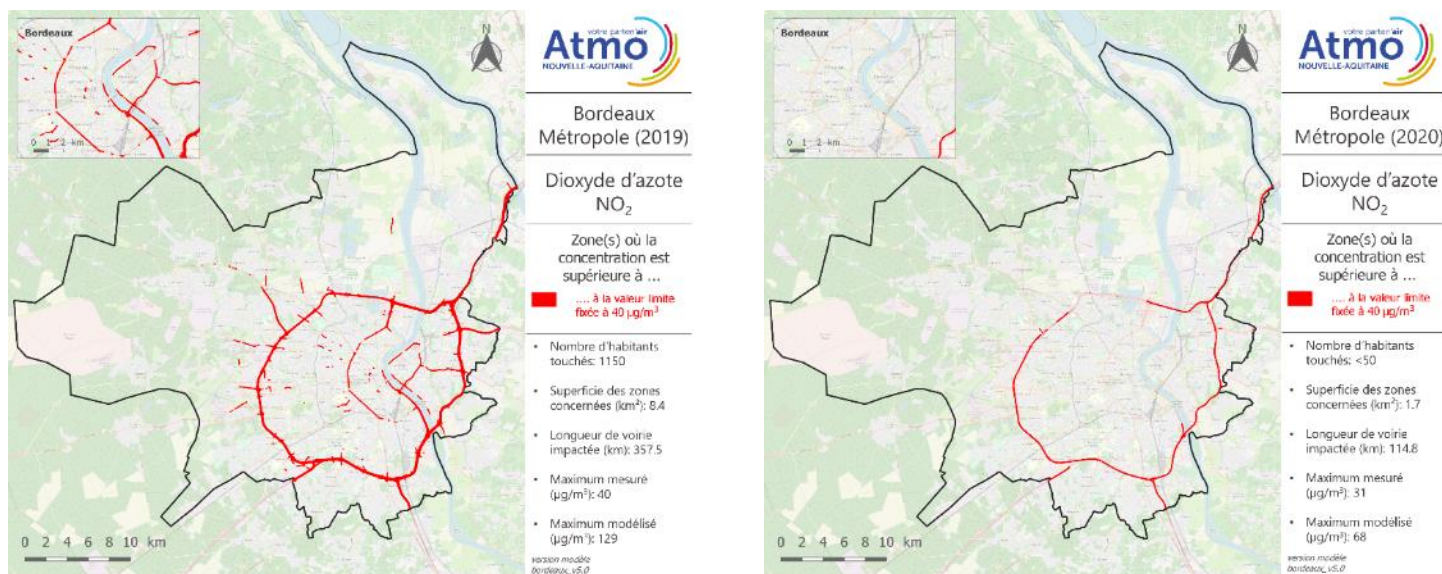 Bordeaux
0 1 2 km
N
votre parten'air
Atmo
NOUVELLE-AQUITAINE
Bordeaux
Métropole (2019)
Dioxyde d'azote
NO₂
Zone(s) où la
concentration est
supérieure à ...
.... à la valeur limite
fixée à 40 µg/m³
• Nombre d'habitants
touchés: 1150
• Superficie des zones
concernées (km²): 8.4
• Longueur de voirie
impactée (km): 357.5
• Maximum mesuré
(µg/m³): 40
• Maximum modélisé
(µg/m³): 129
version modèle
bordeaux_v5.0
0 2 4 6 8 10 km
Bordeaux
0 1 2 km
N
votre parten'air
Atmo
NOUVELLE-AQUITAINE
Bordeaux
Métropole (2020)
Dioxyde d'azote
NO₂
Zone(s) où la
concentration est
supérieure à ...
.... à la valeur limite
fixée à 40 µg/m³
• Nombre d'habitants
touchés: <50
• Superficie des zones
concernées (km²): 1.7
• Longueur de voirie
impactée (km): 114.8
• Maximum mesuré
(µg/m³): 31
• Maximum modélisé
(µg/m³): 68
version modèle
bordeaux_v5.0
0 2 4 6 8 10 km